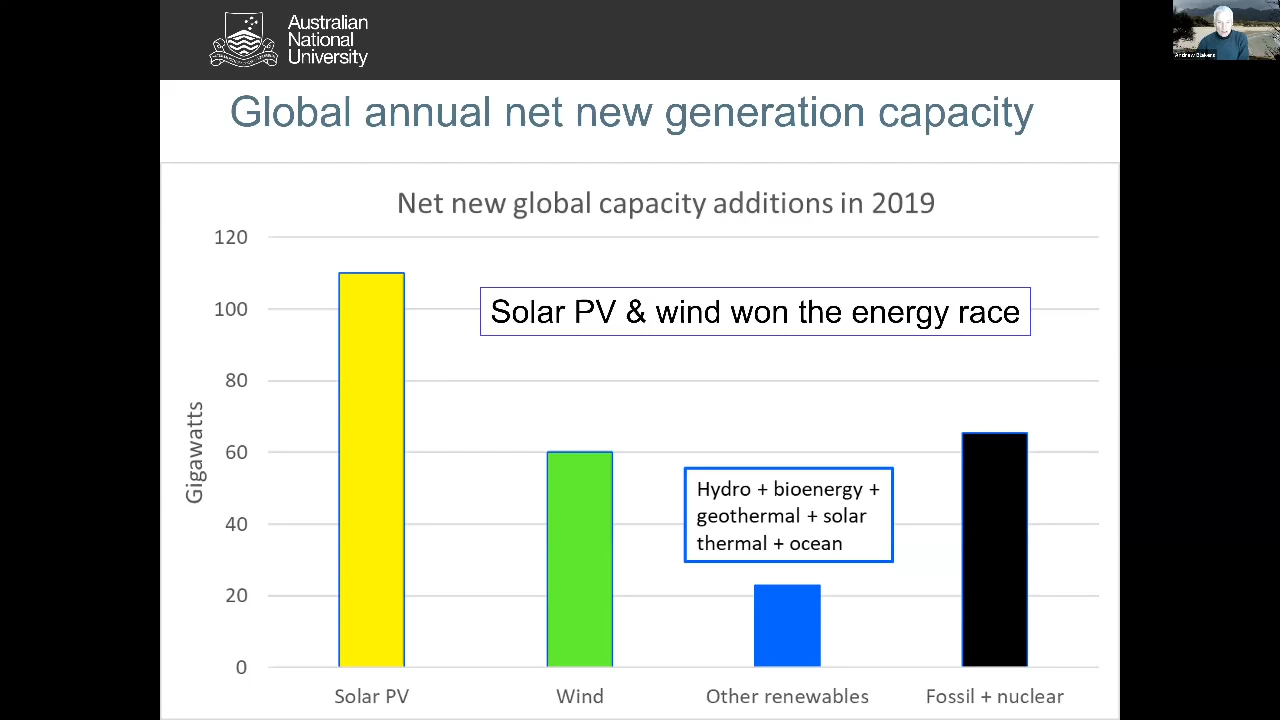 Australian
National
University
Andrew Blakers
Global annual net new generation capacity
Net new global capacity additions in 2019
120
100
80
60
40
20
0
Gigawatts
Solar PV & wind won the energy race
Hydro + bioenergy +
geothermal + solar
thermal + ocean
Solar PV
Wind
Other renewables
Fossil + nuclear